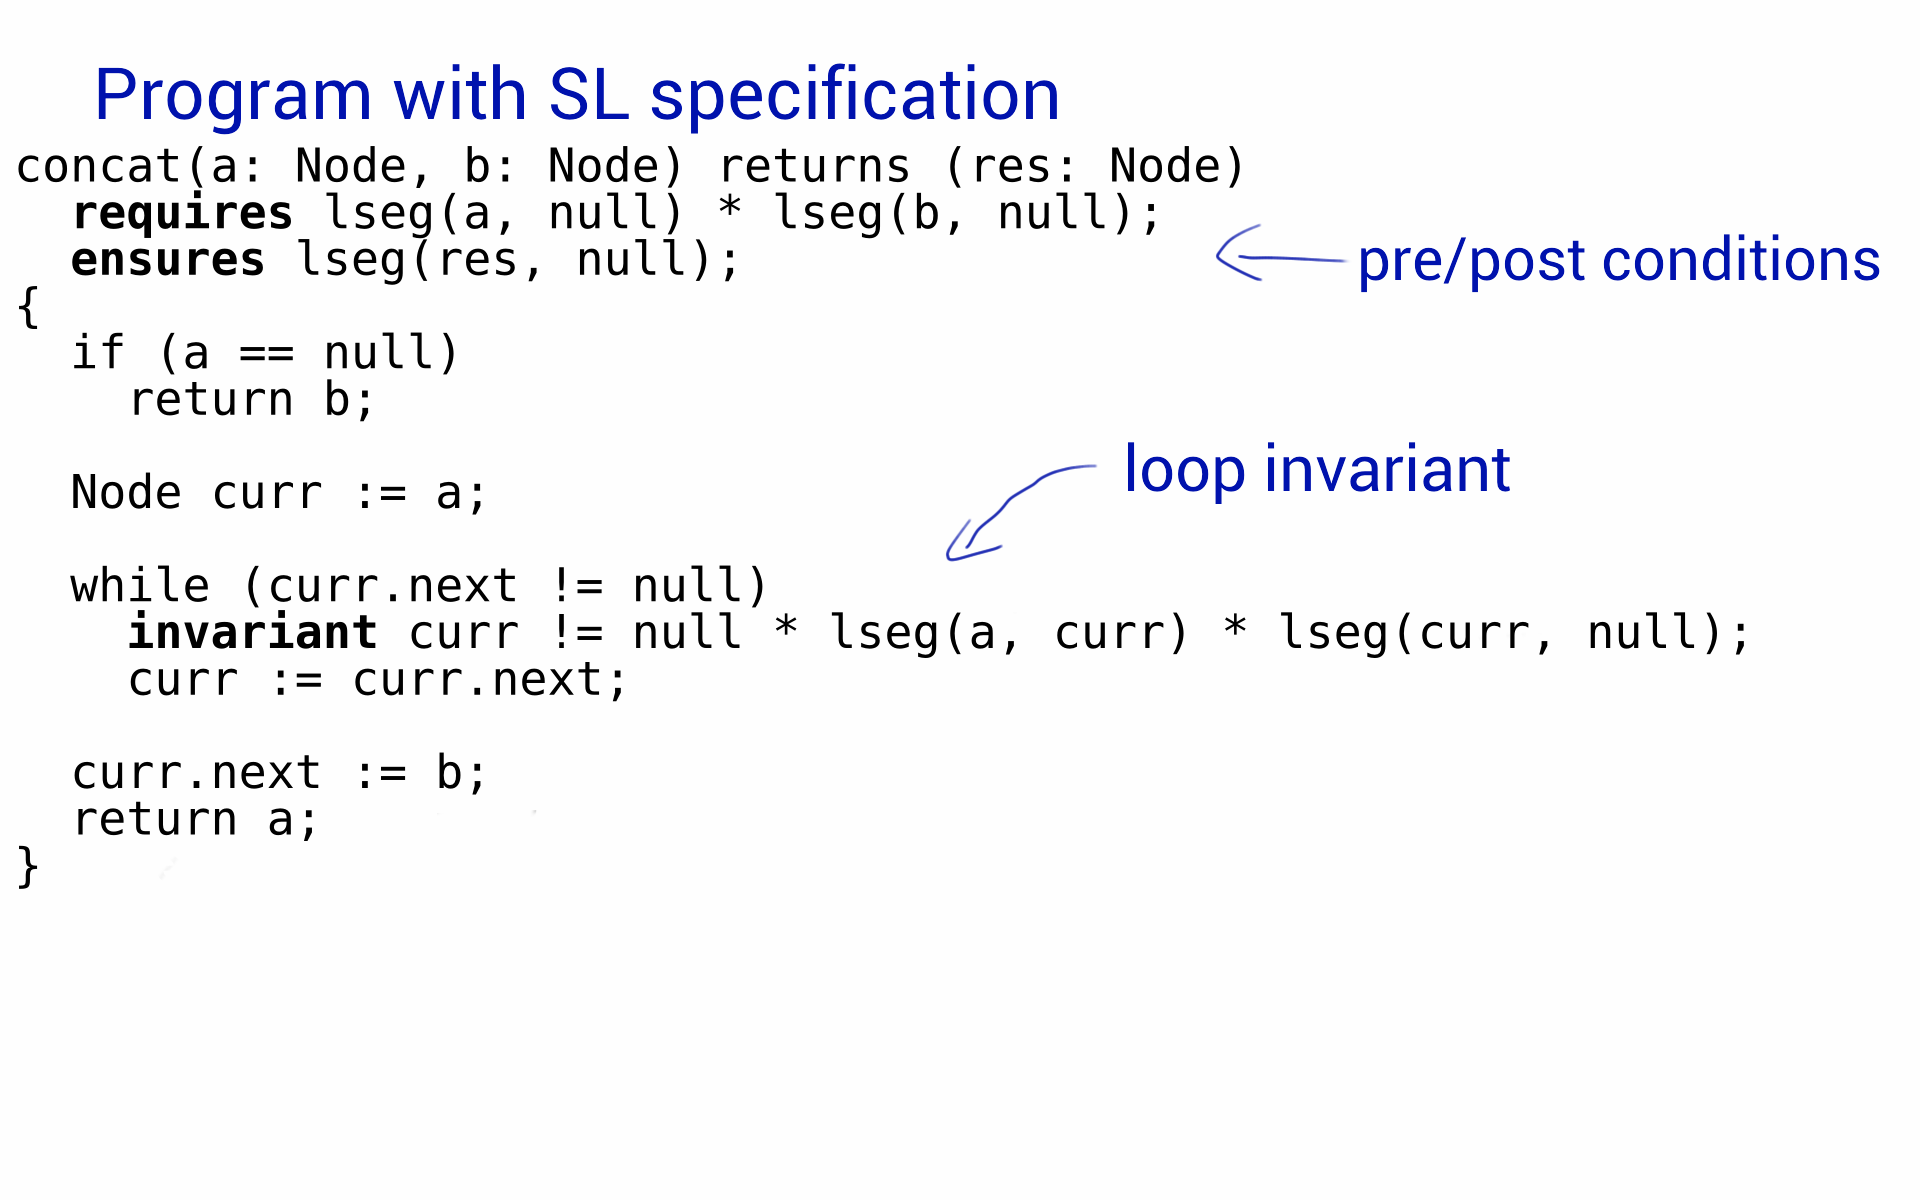 Program with SL specification
concat(a: Node, b: Node) returns (res: Node)
requires lseg(a, null) * lseg(b, null);
ensures lseg(res, null);
pre/post conditions
{
if (a == null)
return b;
loop invariant
Node curr := a;
while (curr.next != null)
invariant curr != null * lseg(a, curr) * lseg(curr, null);
curr := curr.next;
curr.next := b;
return a;
}